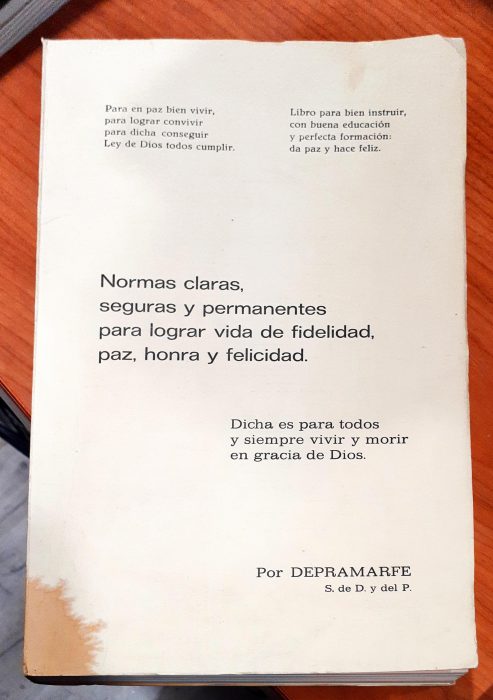 Para en paz bien vivir,
para lograr convivir
para dicha conseguir
Ley de Dios todos cumplir.
Libro para bien instruir,
con buena educación
y perfecta formación:
da paz y hace feliz.
Normas claras,
seguras y permanentes
para lograr vida de fidelidad,
paz, honra y felicidad.
Dicha es para todos
y siempre vivir y morir
en gracia de Dios.
Por DEPRAMARFE
S. de D. y del P.